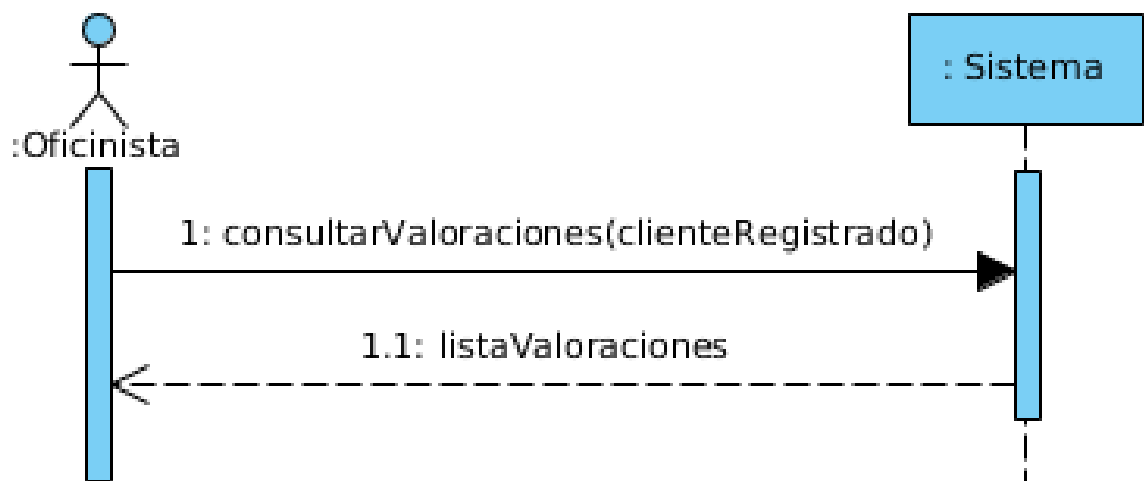 : Sistema
:Oficinista
1: consultarValoraciones(clienteRegistrado)
1.1: listaValoraciones